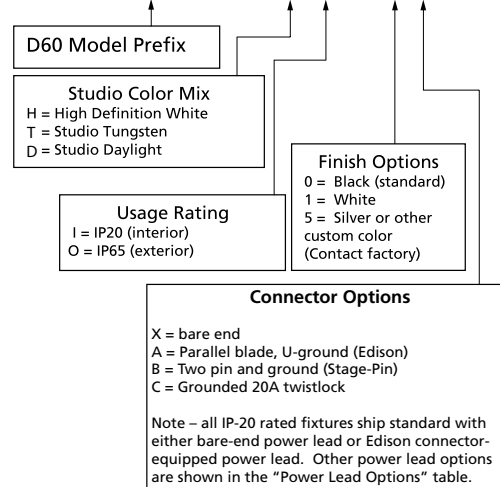 D60 Model Prefix
Studio Color Mix
H = High Definition White
T = Studio Tungsten
D = Studio Daylight
Finish Options
0 = Black (standard)
1 = White
5 = Silver or other
custom color
(Contact factory)
Usage Rating
I = IP20 (interior)
O = IP65 (exterior)
Connector Options
X = bare end
A = Parallel blade, U-ground (Edison)
B = Two pin and ground (Stage-Pin)
C = Grounded 20A twistlock
Note – all IP-20 rated fixtures ship standard with
either bare-end power lead or Edison connector-
equipped power lead. Other power lead options
are shown in the “Power Lead Options” table.